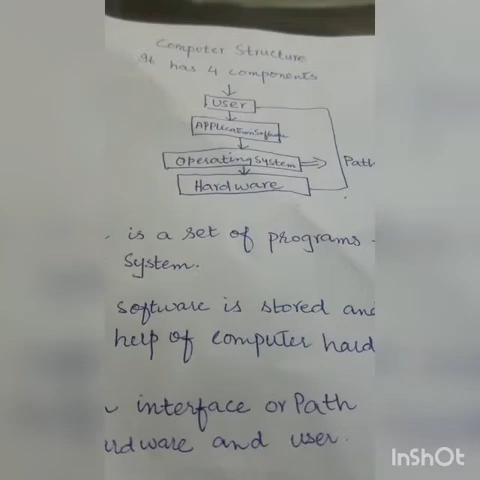 Computer Structure
It has 4 components
User
Application Software
Operating System
Path
Hardware
is a set of programs
System.
software is stored and
help of computer hard
interface or Path
rdware and user.
InShOt